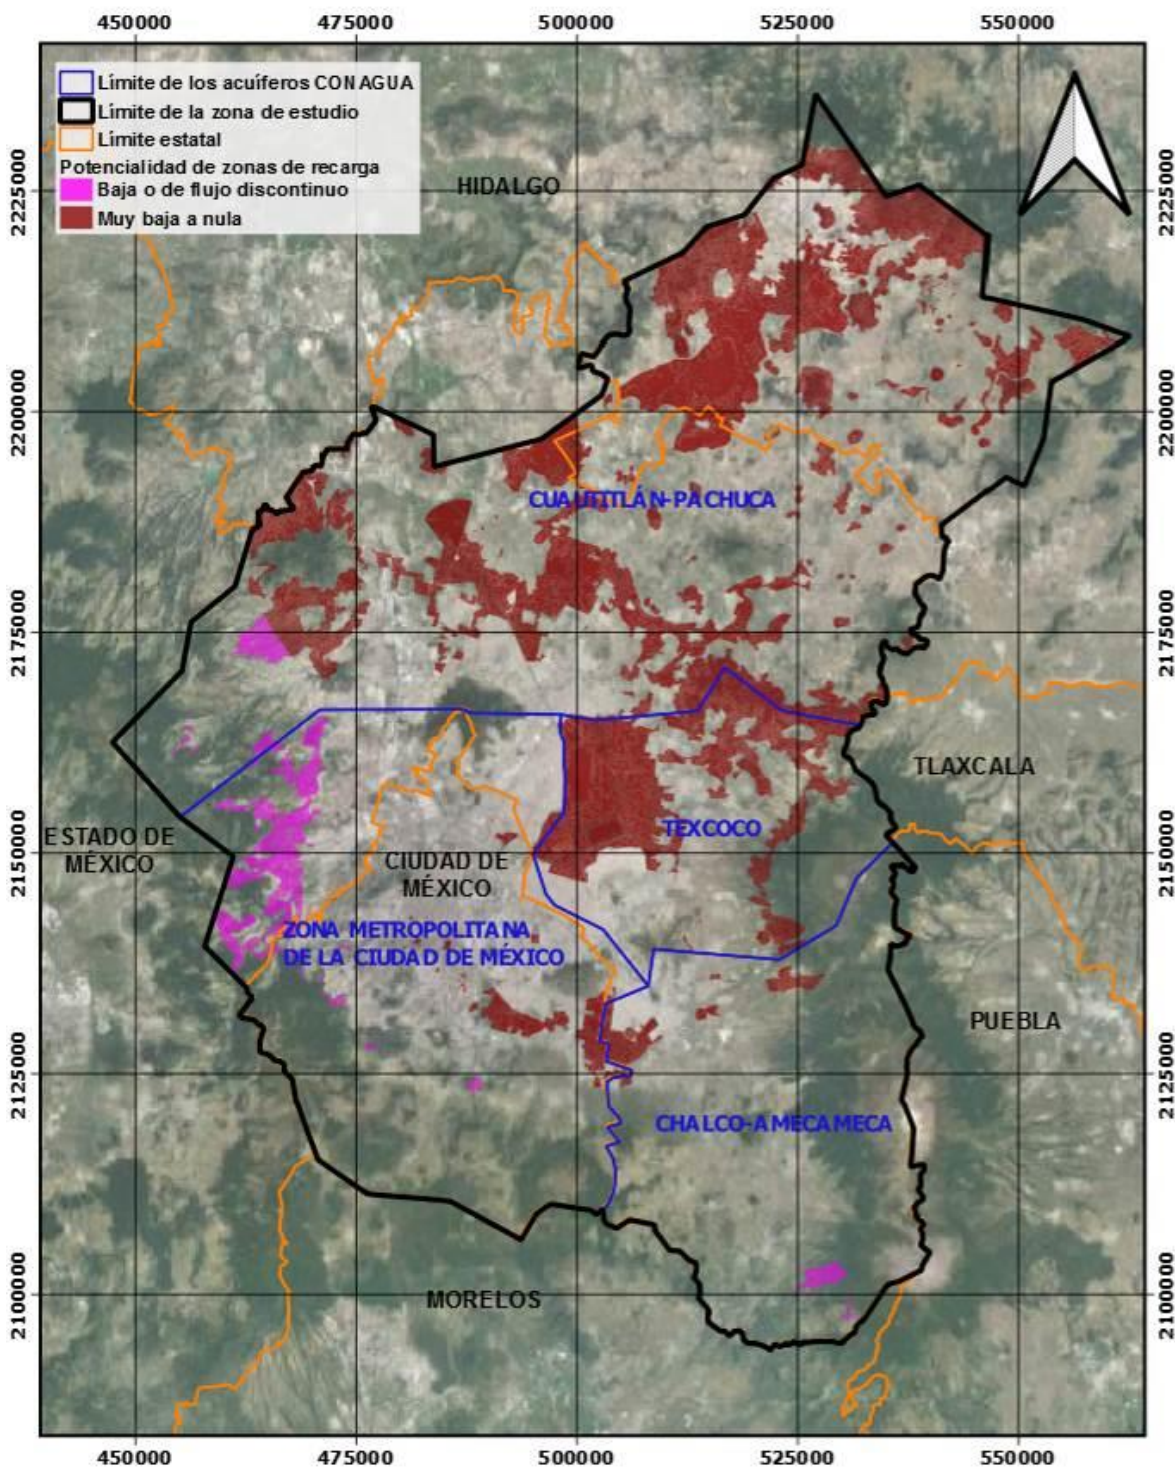 450000 475000 500000 525000 550000
Límite de los acuíferos CONAGUA
Límite de la zona de estudio
Límite estatal
Potencialidad de zonas de recarga
Baja o de flujo discontinuo
Muy baja a nula
HIDALGO
2225000 2225000
2200000 2200000
CUAUTITLÁN-PACHUCA
2175000 2175000
TLAXCALA
TEXCOCO
ESTADO DE
MÉXICO
2150000 2150000
CIUDAD DE
MÉXICO
ZONA METROPOLITANA
DE LA CIUDAD DE MÉXICO
PUEBLA
2125000 2125000
CHALCO-AMECAMECA
2100000 2100000
MORELOS
450000 475000 500000 525000 550000